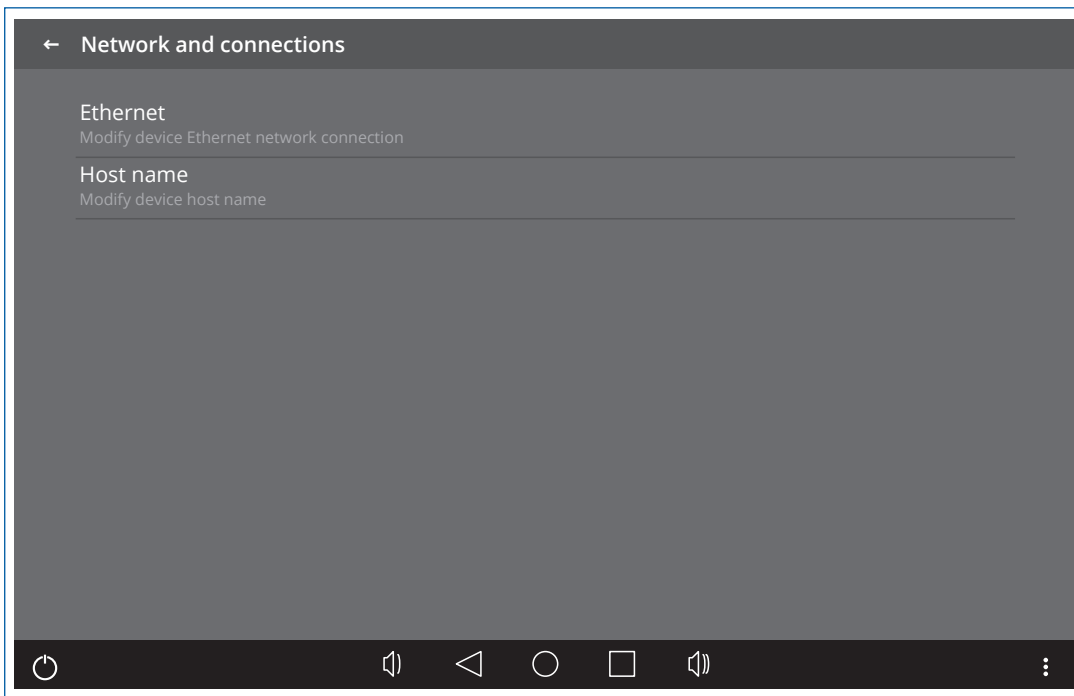 Network and connections
Ethernet
Modify device Ethernet network connection
Host name
Modify device host name